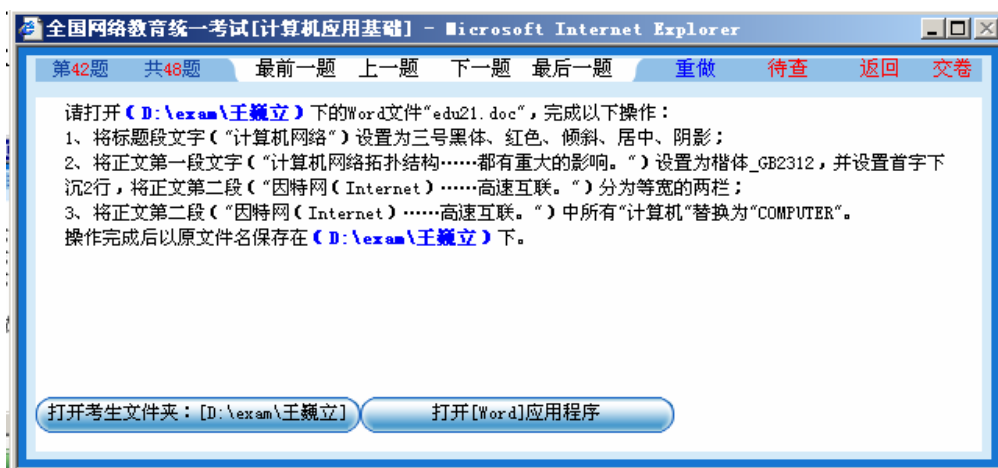 全国网络教育统一考试[计算机应用基础] - Microsoft Internet Explorer
第42题 共48题 最前一题 上一题 下一题 最后一题 重做 待查 返回 交卷
请打开(D:\exam\王巍立)下的Word文件"edu21.doc",完成以下操作:
1、将标题段文字("计算机网络")设置为三号黑体、红色、倾斜、居中、阴影;
2、将正文第一段文字("计算机网络拓扑结构……都有重大的影响。")设置为楷体_GB2312,并设置首字下
沉2行,将正文第二段("因特网(Internet)……高速互联。")分为等宽的两栏;
3、将正文第二段("因特网(Internet)……高速互联。")中所有"计算机"替换为"COMPUTER"。
操作完成后以原文件名保存在(D:\exam\王巍立)下。
打开考生文件夹:[D:\exam\王巍立] 打开[Word]应用程序